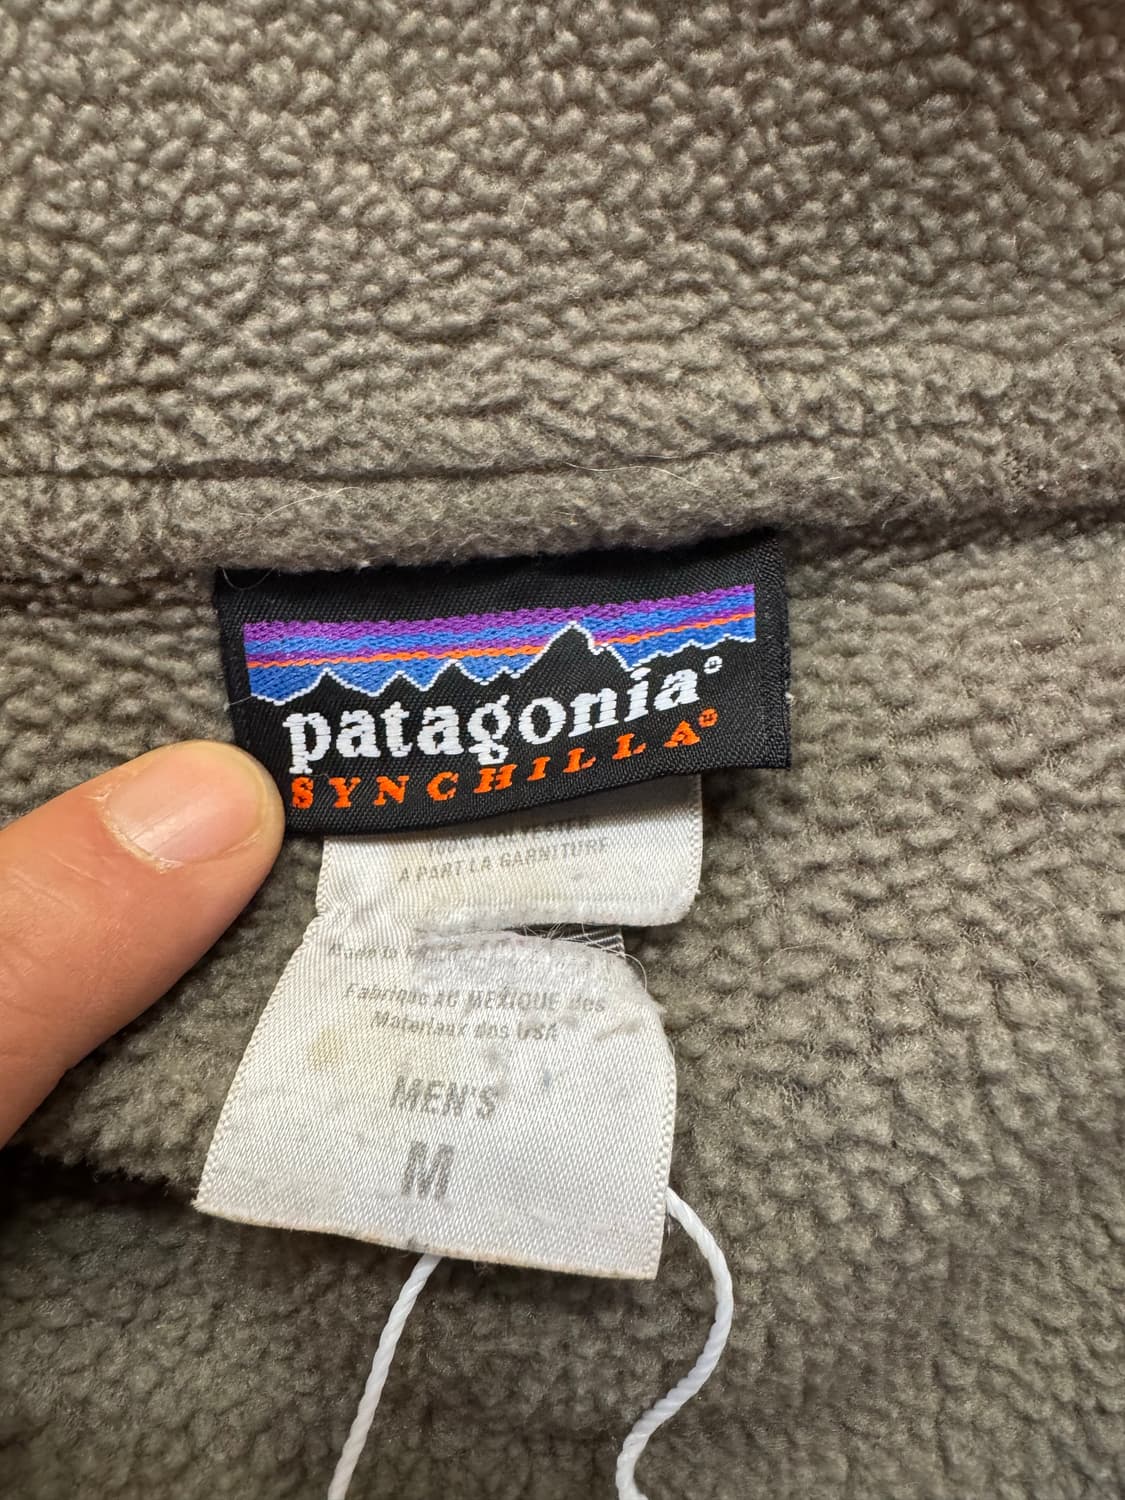 patagonia®
SYNCHILLA®
A PART LA GARNITURE
Fabriqué AU MEXIQUE des
Materiaux des USA
MEN'S
M